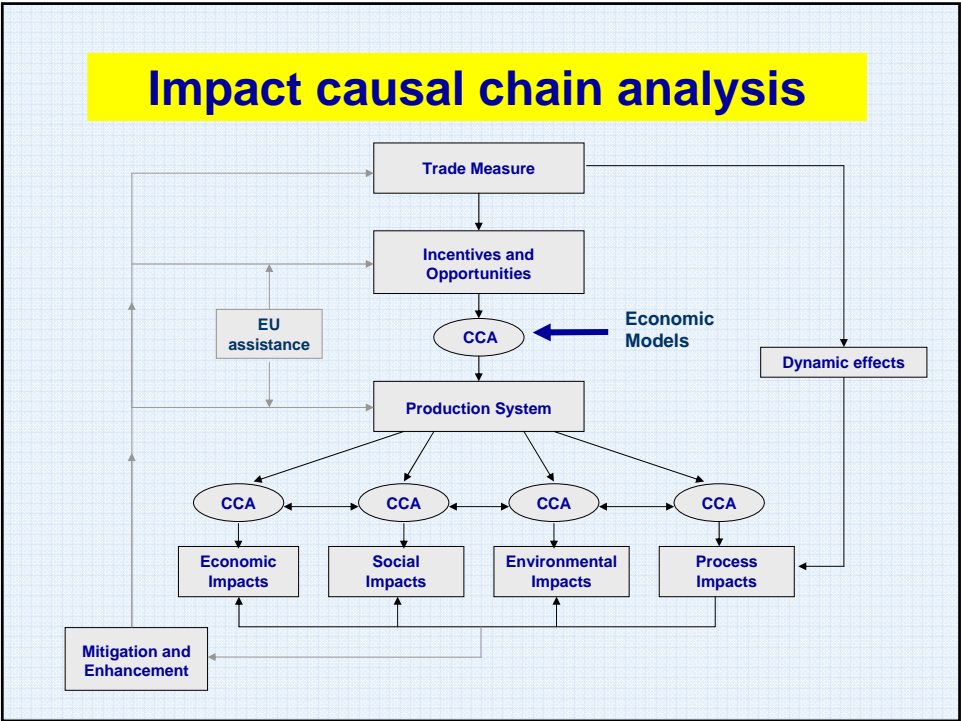 Impact causal chain analysis
Trade Measure
Incentives and
Opportunities
EU
assistance
CCA
Economic
Models
Dynamic effects
Production System
CCA
CCA
CCA
CCA
Economic
Impacts
Social
Impacts
Environmental
Impacts
Process
Impacts
Mitigation and
Enhancement